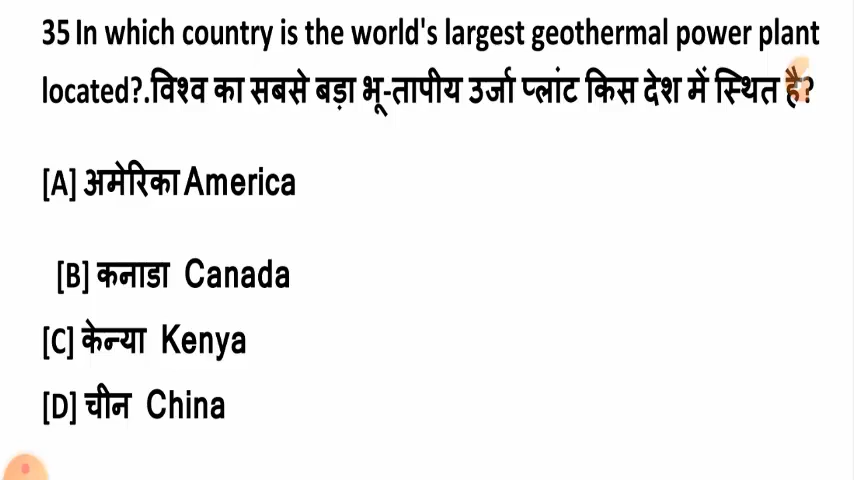 35 In which country is the world's largest geothermal power plant
located?.विश्व का सबसे बड़ा भू-तापीय उर्जा प्लांट किस देश में स्थित है?
[A] अमेरिका America
[B] कनाडा Canada
[C] केन्या Kenya
[D] चीन China